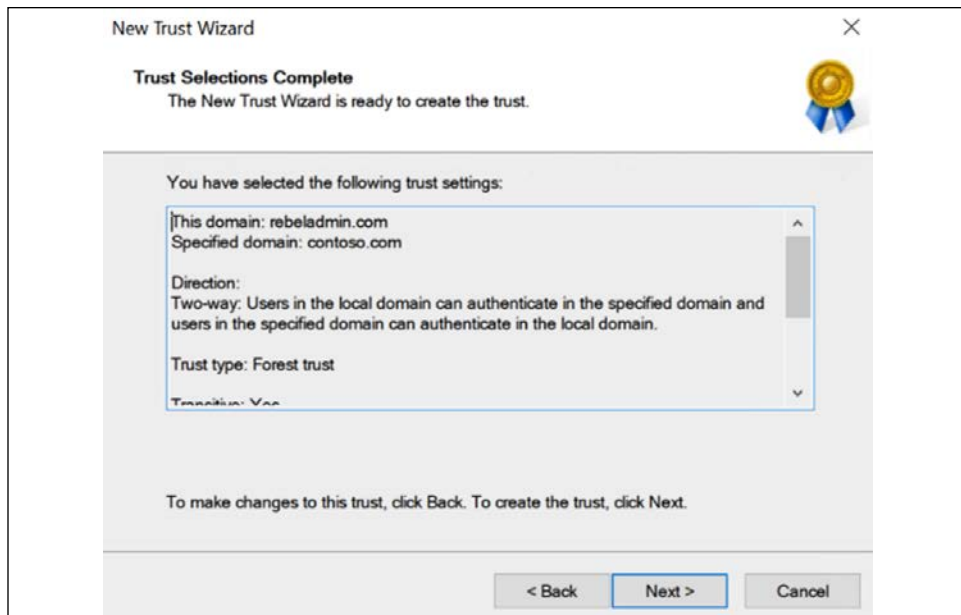 New Trust Wizard
Trust Selections Complete
The New Trust Wizard is ready to create the trust.
You have selected the following trust settings:
This domain: rebeladmin.com
Specified domain: contoso.com
Direction:
Two-way: Users in the local domain can authenticate in the specified domain and
users in the specified domain can authenticate in the local domain.
Trust type: Forest trust
Transitive: Yes
To make changes to this trust, click Back. To create the trust, click Next.
< Back Next > Cancel